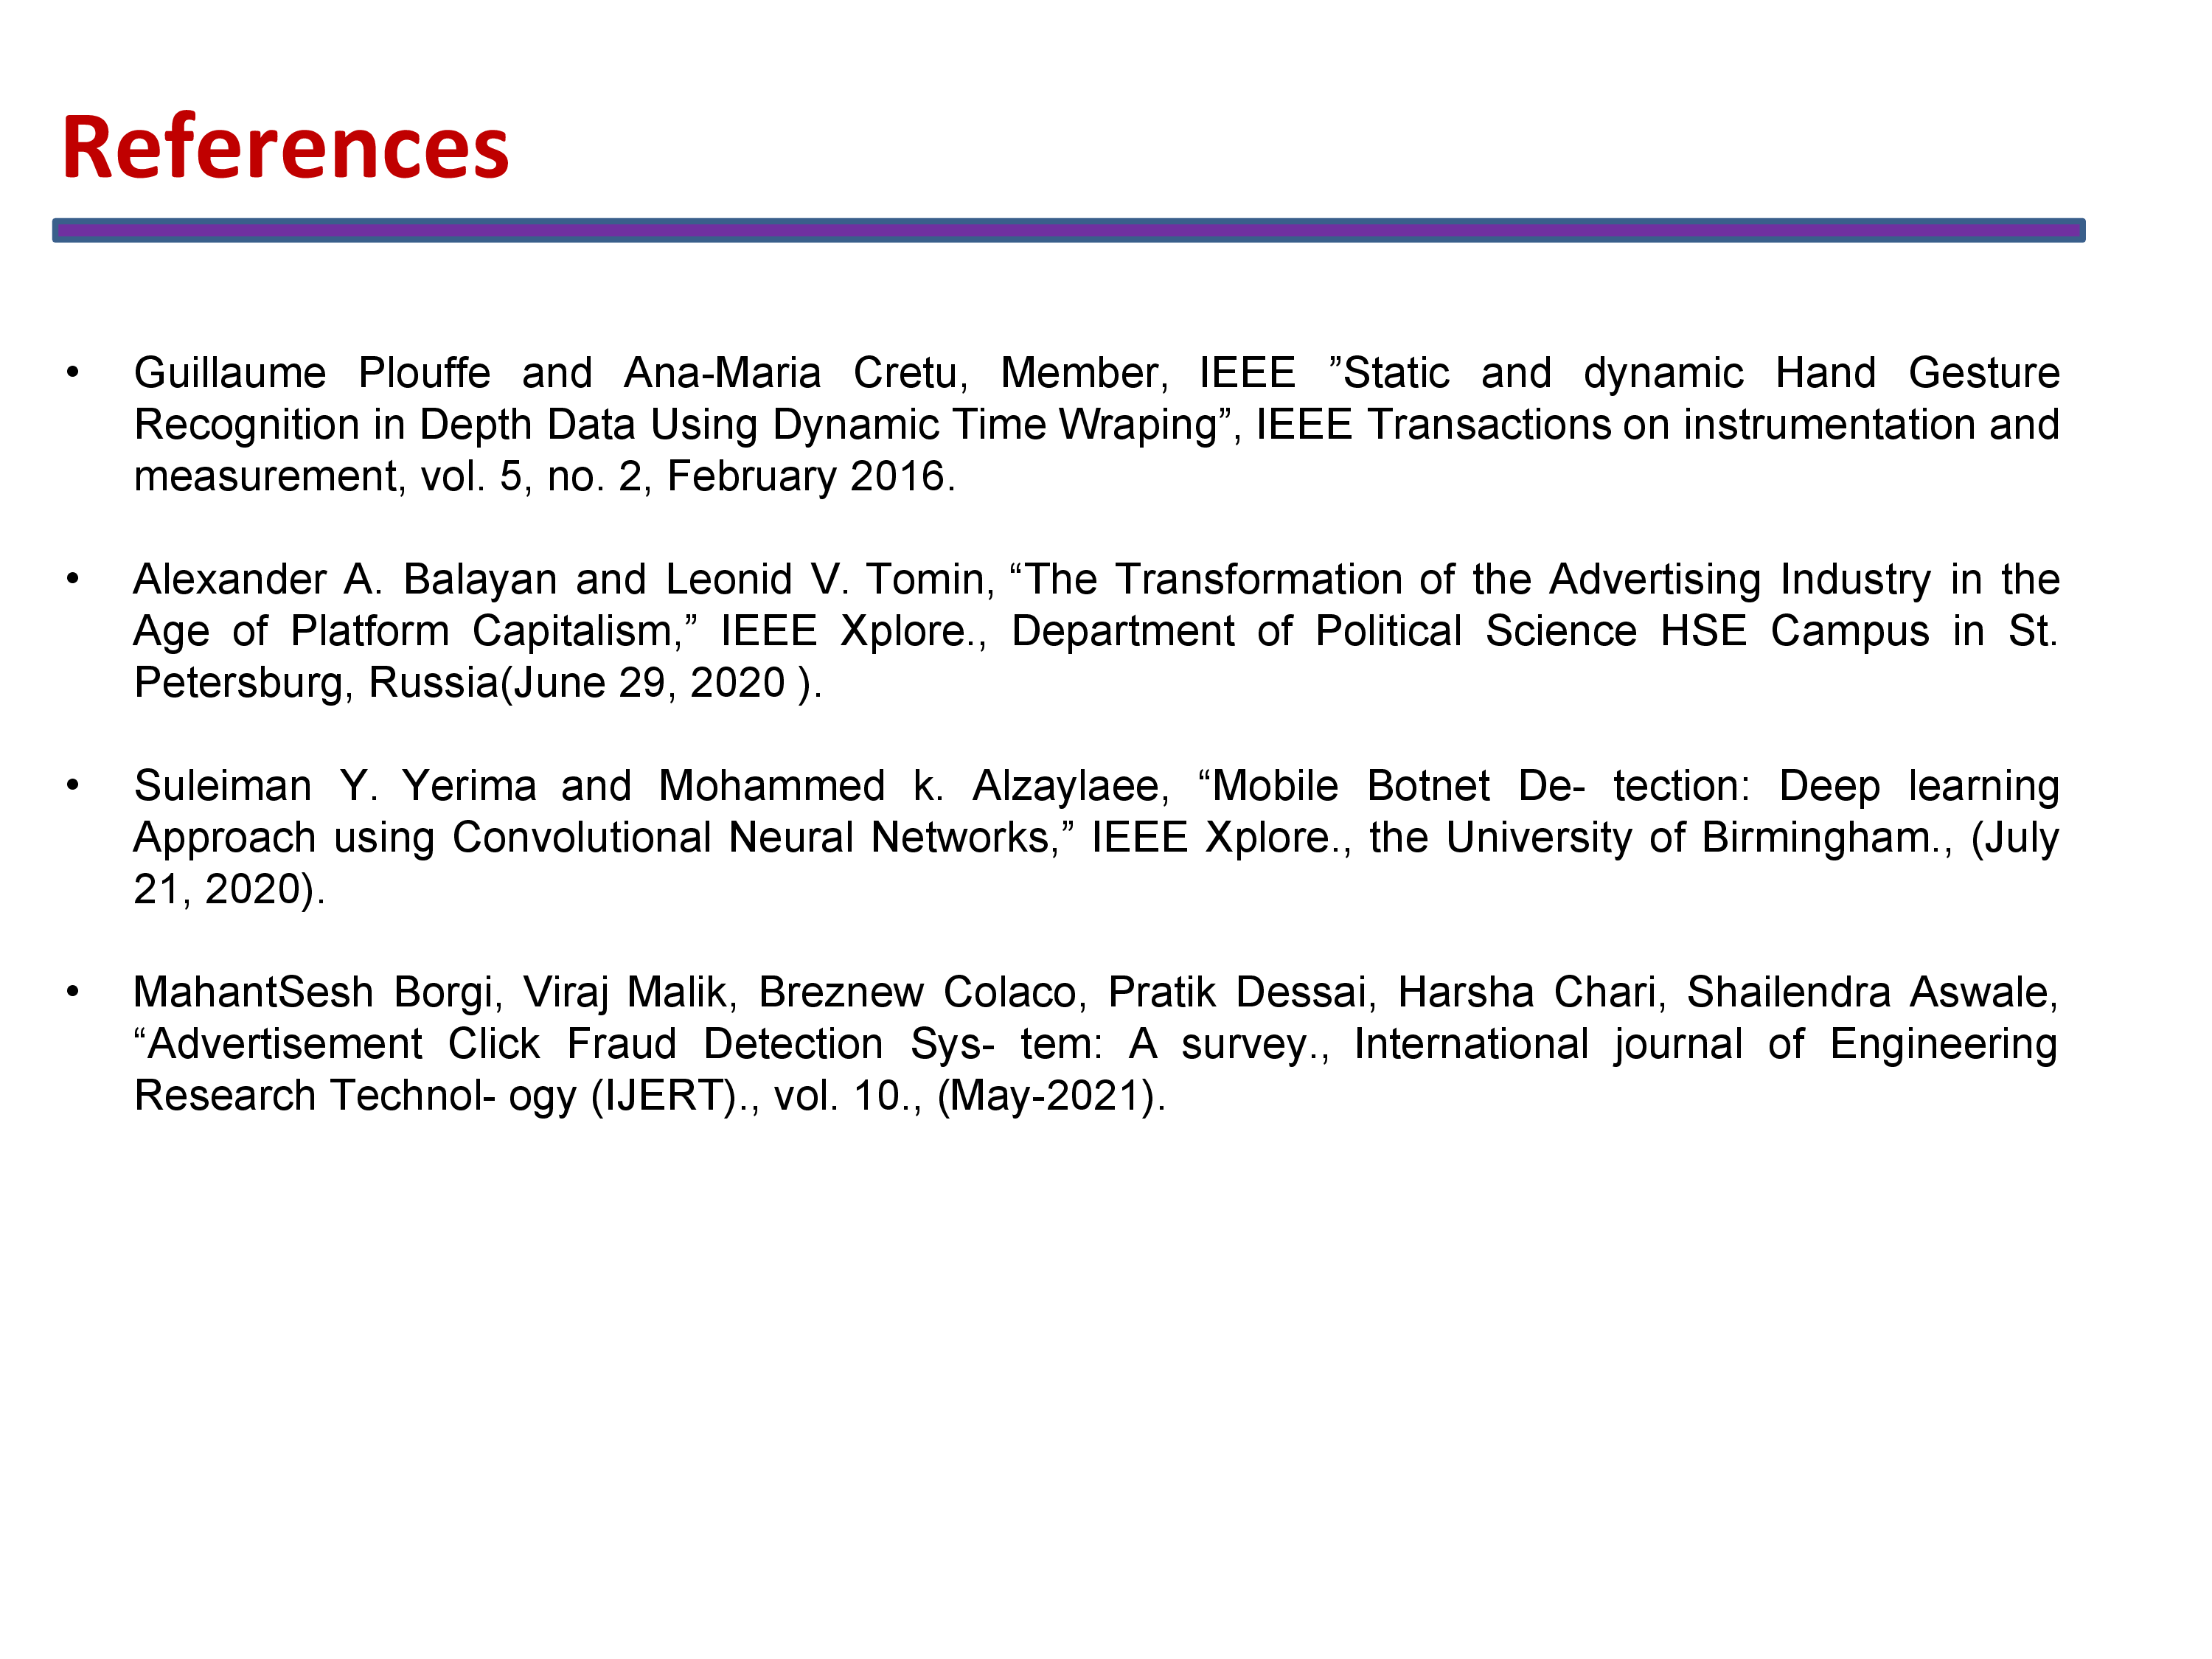 References
• Guillaume Plouffe and Ana-Maria Cretu, Member, IEEE ”Static and dynamic Hand Gesture
Recognition in Depth Data Using Dynamic Time Wraping”, IEEE Transactions on instrumentation and
measurement, vol. 5, no. 2, February 2016.
• Alexander A. Balayan and Leonid V. Tomin, “The Transformation of the Advertising Industry in the
Age of Platform Capitalism,” IEEE Xplore., Department of Political Science HSE Campus in St.
Petersburg, Russia(June 29, 2020 ).
• Suleiman Y. Yerima and Mohammed k. Alzaylaee, “Mobile Botnet De- tection: Deep learning
Approach using Convolutional Neural Networks,” IEEE Xplore., the University of Birmingham., (July
21, 2020).
• MahantSesh Borgi, Viraj Malik, Breznew Colaco, Pratik Dessai, Harsha Chari, Shailendra Aswale,
“Advertisement Click Fraud Detection Sys- tem: A survey., International journal of Engineering
Research Technol- ogy (IJERT)., vol. 10., (May-2021).